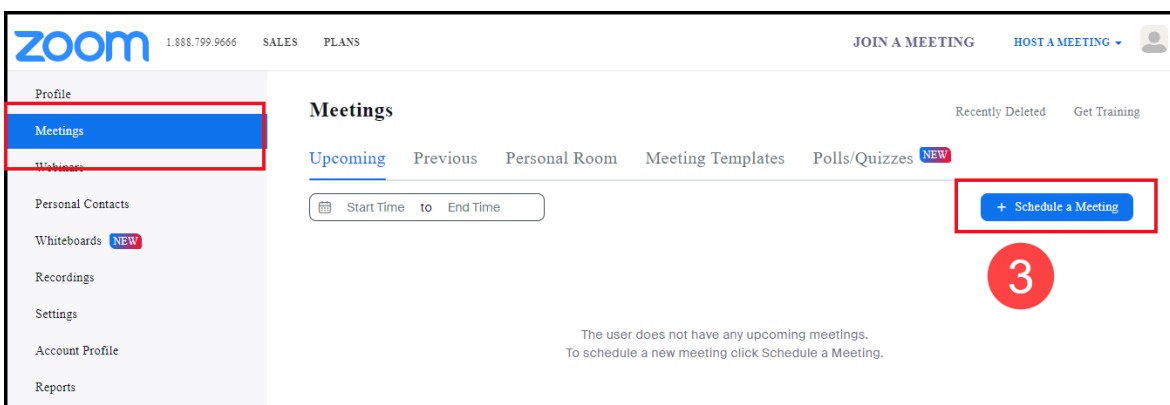 zoom 1.888.799.9666 SALES PLANS JOIN A MEETING HOST A MEETING
Profile
Meetings
Webinars
Personal Contacts
Whiteboards NEW
Recordings
Settings
Account Profile
Reports
Meetings Recently Deleted Get Training
Upcoming Previous Personal Room Meeting Templates Polls/Quizzes NEW
Start Time to End Time + Schedule a Meeting
3
The user does not have any upcoming meetings.
To schedule a new meeting click Schedule a Meeting.